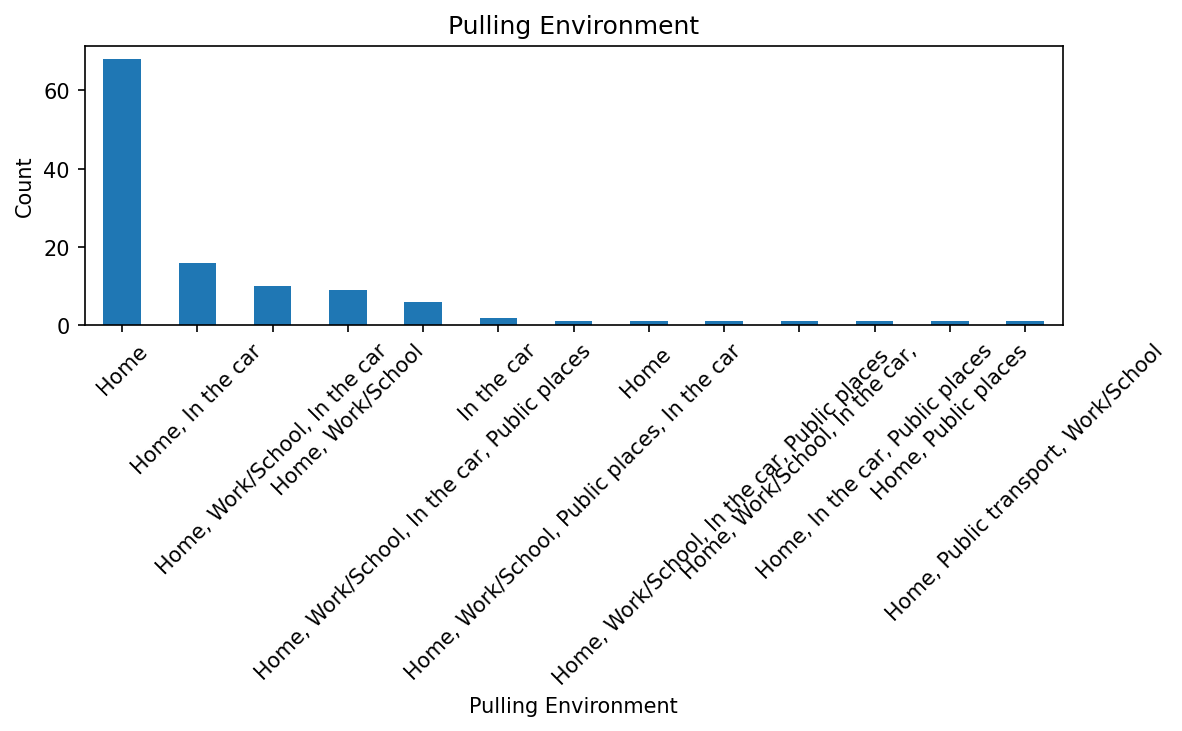 Pulling Environment
60
40
20
0
Count
Home
Home, In the car
Home, Work/School, In the car
Home, Work/School
Home, Work/School, In the car, Public places
In the car
Home, Work/School, Public places, In the car
Home
Home, Work/School, In the car, Public places
Home, Work/School, In the car,
Home, In the car, Public places
Home, Public places
Home, Public transport, Work/School
Pulling Environment